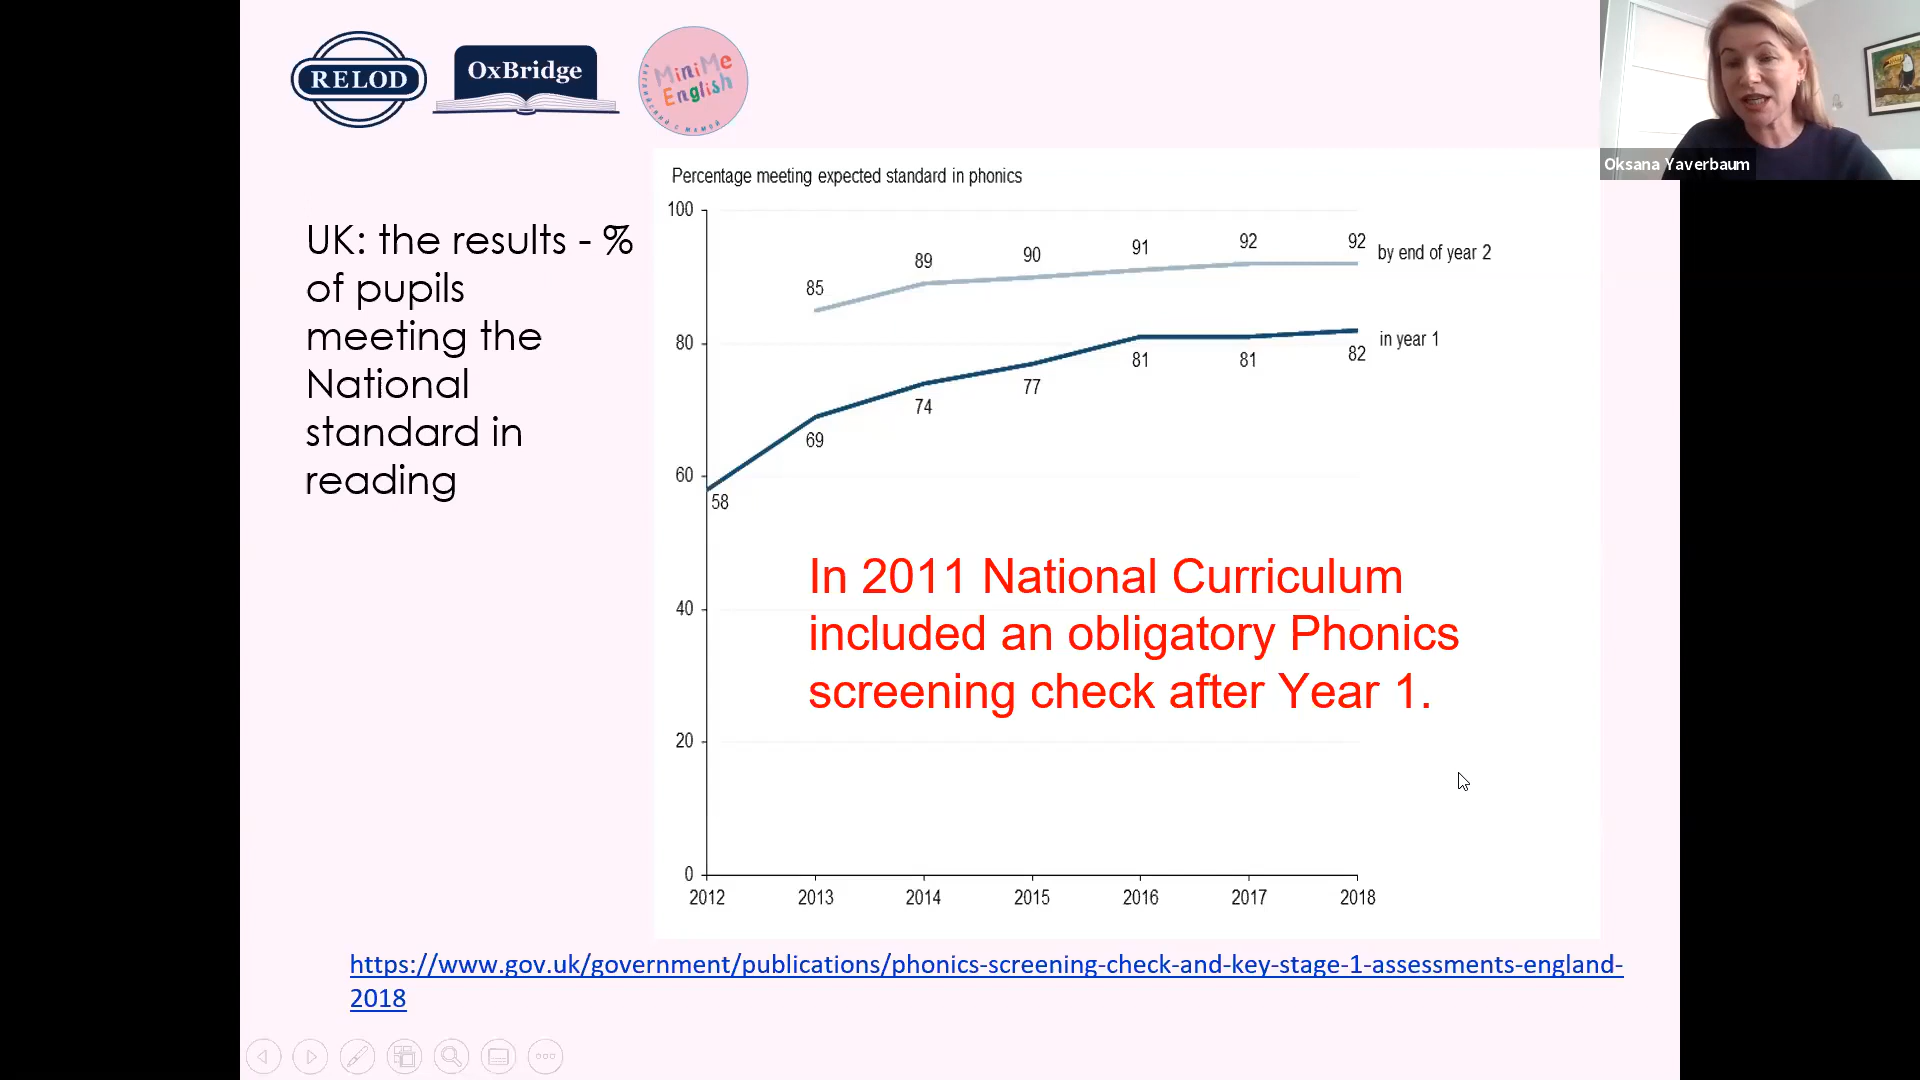 RELOD
OxBridge
MiniMe
English
АНГЛИЙСКИЙ С МАМОЙ
Oksana Yaverbaum
UK: the results - %
of pupils
meeting the
National
standard in
reading
Percentage meeting expected standard in phonics
100
80
60
40
20
0
85
89
90
91
92
92
by end of year 2
58
69
74
77
81
81
82
in year 1
In 2011 National Curriculum
included an obligatory Phonics
screening check after Year 1.
2012
2013
2014
2015
2016
2017
2018
https://www.gov.uk/government/publications/phonics-screening-check-and-key-stage-1-assessments-england-
2018